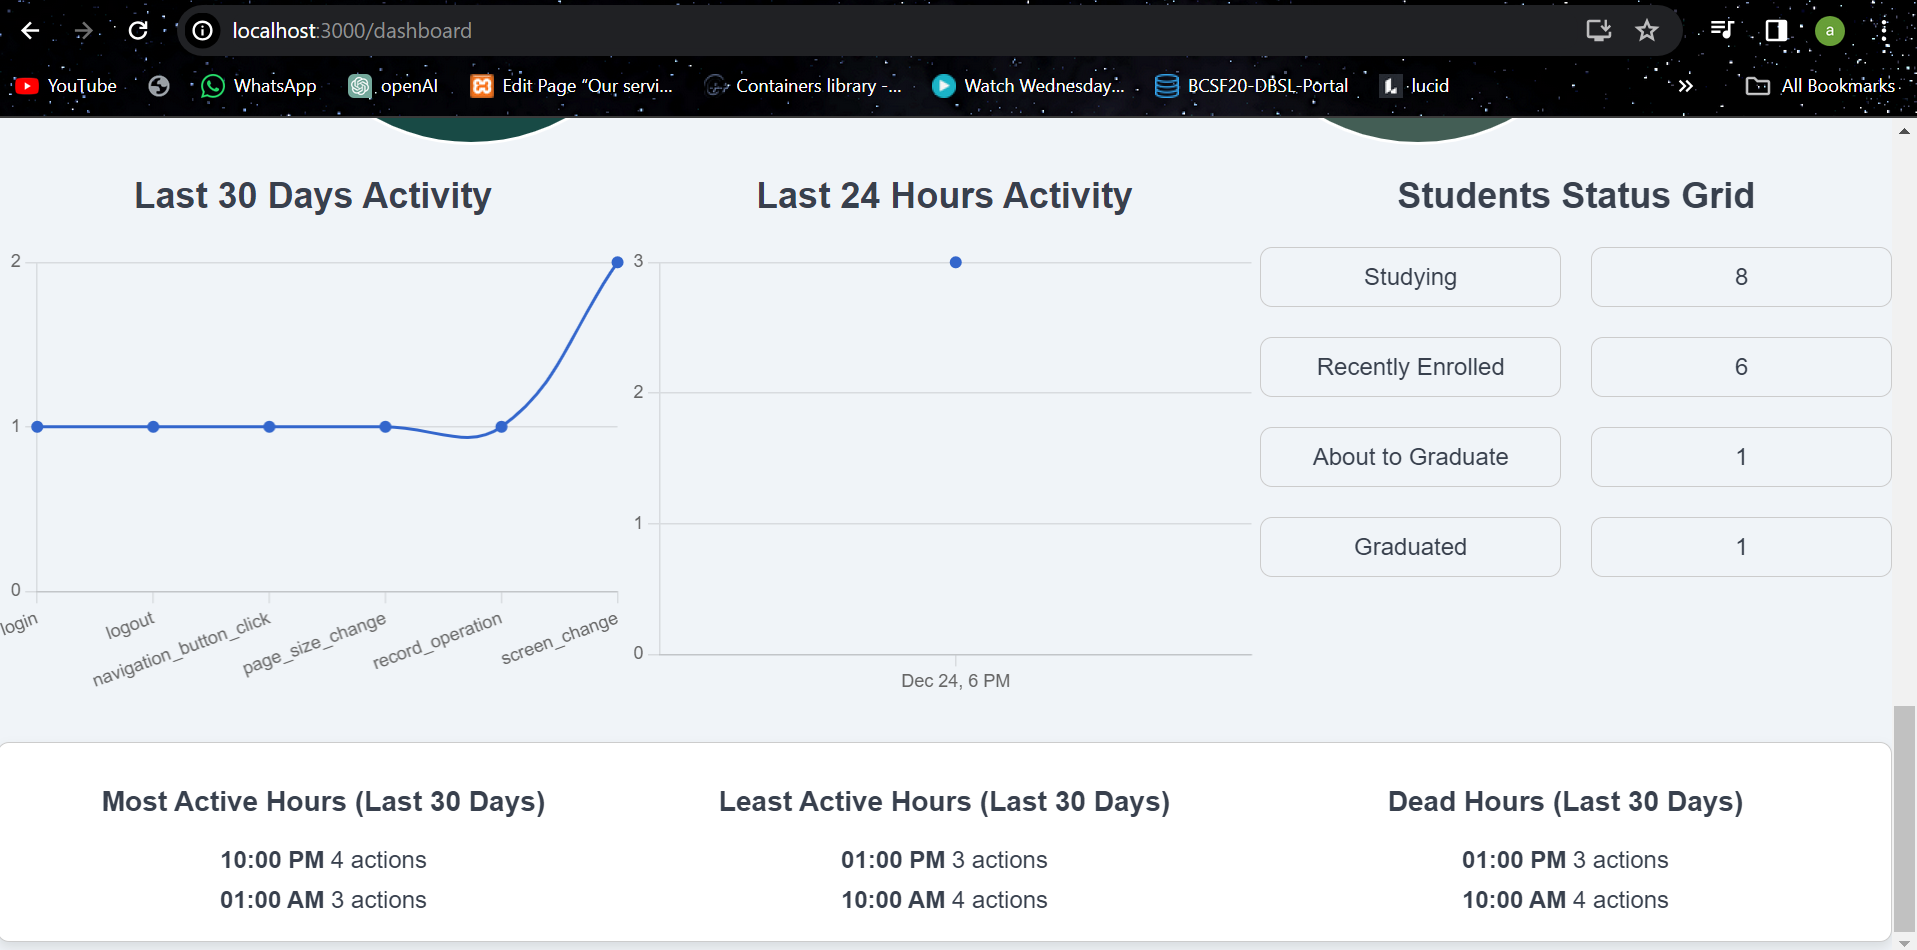 localhost:3000/dashboard
a
YouTube
WhatsApp
openAI
Edit Page “Qur servi...
Containers library -...
Watch Wednesday...
BCSF20-DBSL-Portal
lucid
All Bookmarks
Last 30 Days Activity
2
1
0
login
logout
navigation_button_click
page_size_change
record_operation
screen_change
Last 24 Hours Activity
3
2
1
0
Dec 24, 6 PM
Students Status Grid
Studying 8
Recently Enrolled 6
About to Graduate 1
Graduated 1
Most Active Hours (Last 30 Days)
10:00 PM 4 actions
01:00 AM 3 actions
Least Active Hours (Last 30 Days)
01:00 PM 3 actions
10:00 AM 4 actions
Dead Hours (Last 30 Days)
01:00 PM 3 actions
10:00 AM 4 actions